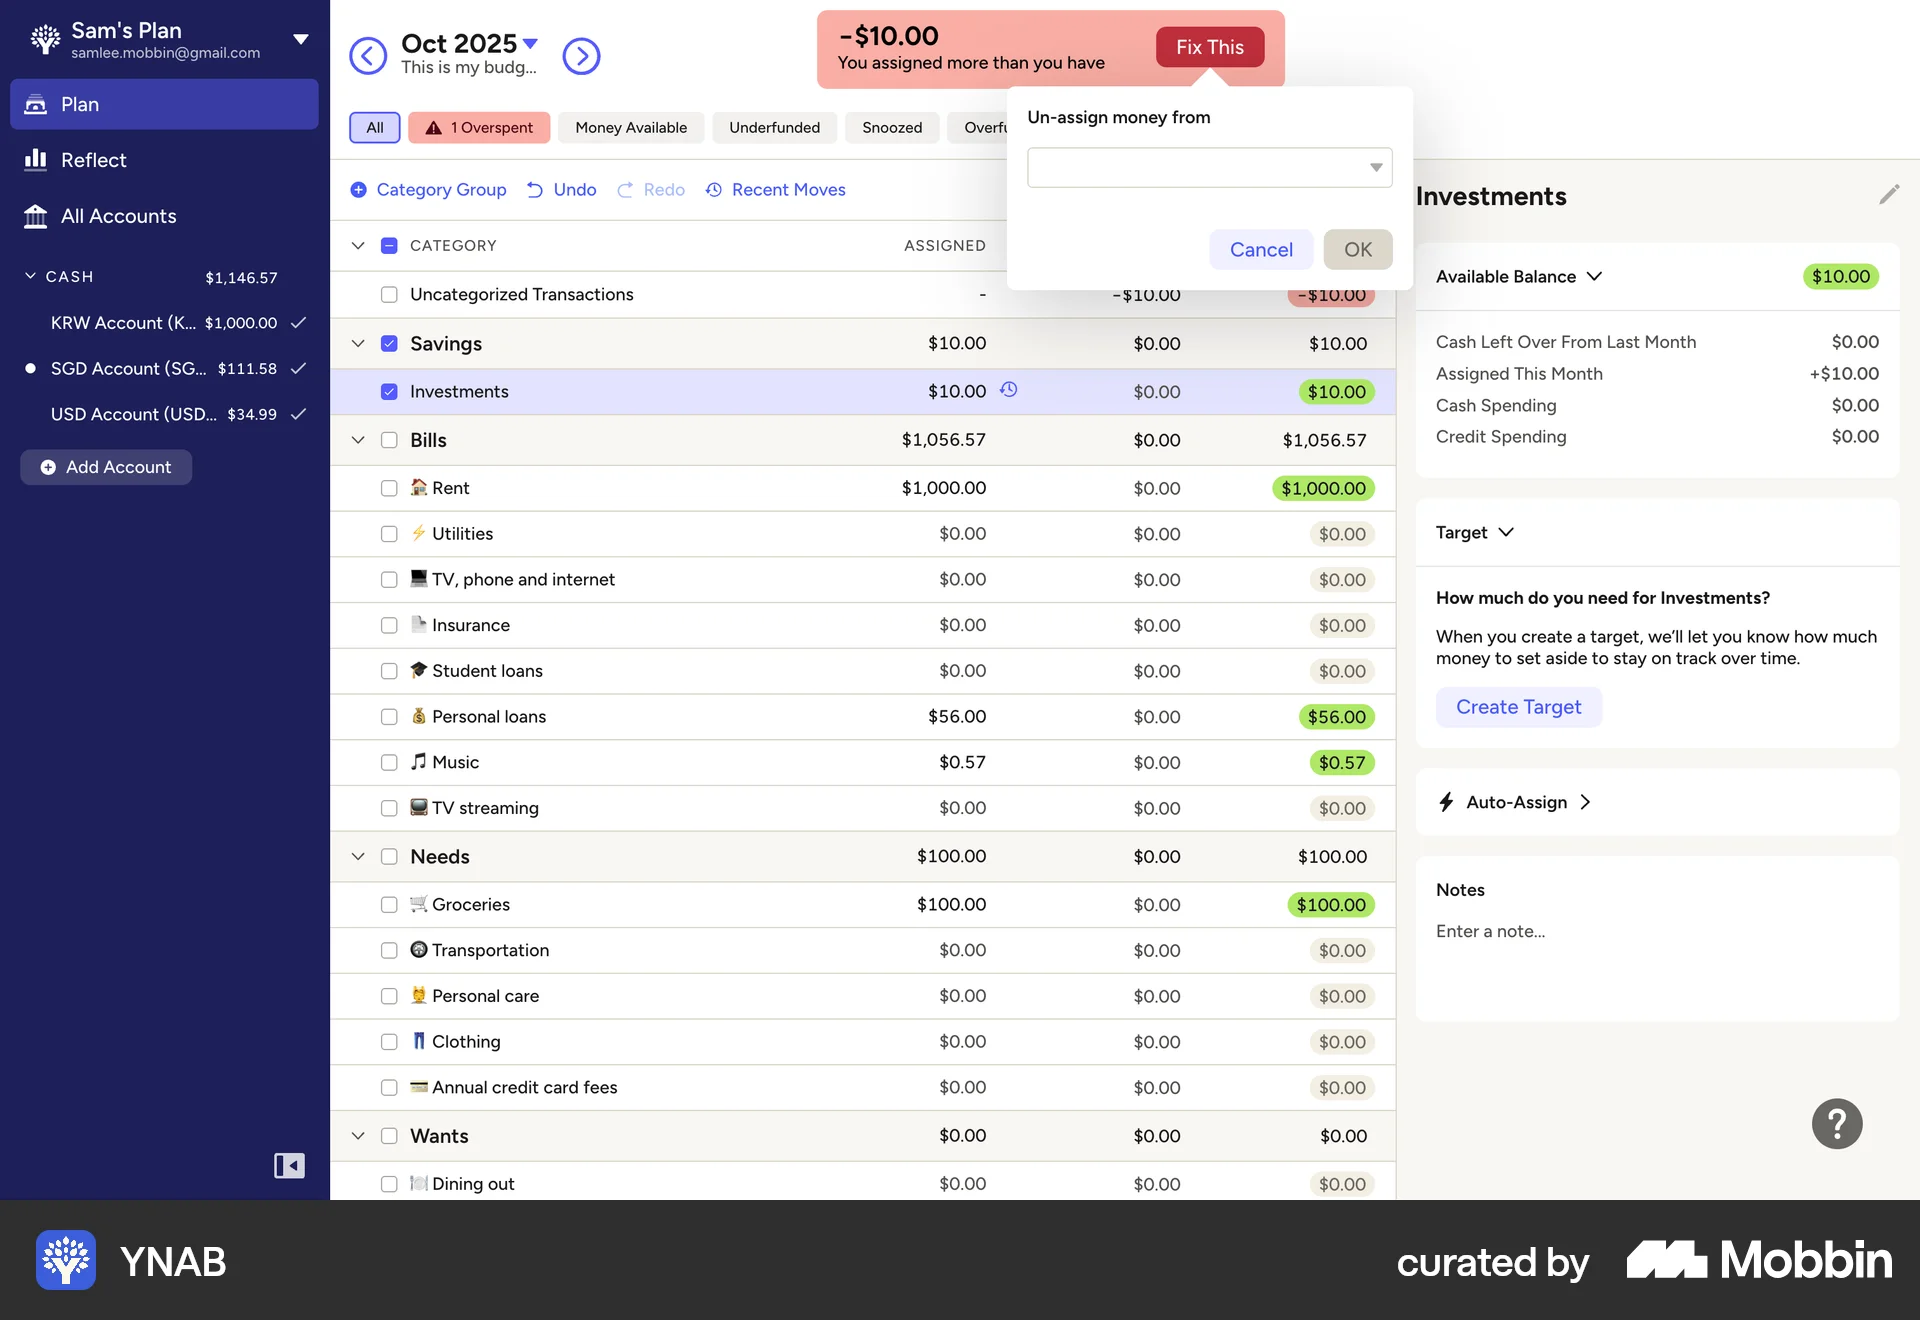 Sam's Plan
samlee.mobbin@gmail.com
Plan
Reflect
All Accounts
CASH $1,146.57
KRW Account (K... $1,000.00
SGD Account (SG... $111.58
USD Account (USD... $34.99
Add Account
Oct 2025
This is my budg...
-$10.00
You assigned more than you have
Fix This
All
1 Overspent
Money Available
Underfunded
Snoozed
Overfu
Un-assign money from
Cancel
OK
Category Group
Undo
Redo
Recent Moves
CATEGORY ASSIGNED
Uncategorized Transactions - -$10.00 -$10.00
Savings $10.00 $0.00 $10.00
Investments $10.00 $0.00 $10.00
Bills $1,056.57 $0.00 $1,056.57
Rent $1,000.00 $0.00 $1,000.00
Utilities $0.00 $0.00 $0.00
TV, phone and internet $0.00 $0.00 $0.00
Insurance $0.00 $0.00 $0.00
Student loans $0.00 $0.00 $0.00
Personal loans $56.00 $0.00 $56.00
Music $0.57 $0.00 $0.57
TV streaming $0.00 $0.00 $0.00
Needs $100.00 $0.00 $100.00
Groceries $100.00 $0.00 $100.00
Transportation $0.00 $0.00 $0.00
Personal care $0.00 $0.00 $0.00
Clothing $0.00 $0.00 $0.00
Annual credit card fees $0.00 $0.00 $0.00
Wants $0.00 $0.00 $0.00
Dining out $0.00 $0.00 $0.00
Investments
Available Balance $10.00
Cash Left Over From Last Month $0.00
Assigned This Month +$10.00
Cash Spending $0.00
Credit Spending $0.00
Target
How much do you need for Investments?
When you create a target, we’ll let you know how much
money to set aside to stay on track over time.
Create Target
Auto-Assign
Notes
Enter a note...
?
YNAB
curated by Mobbin